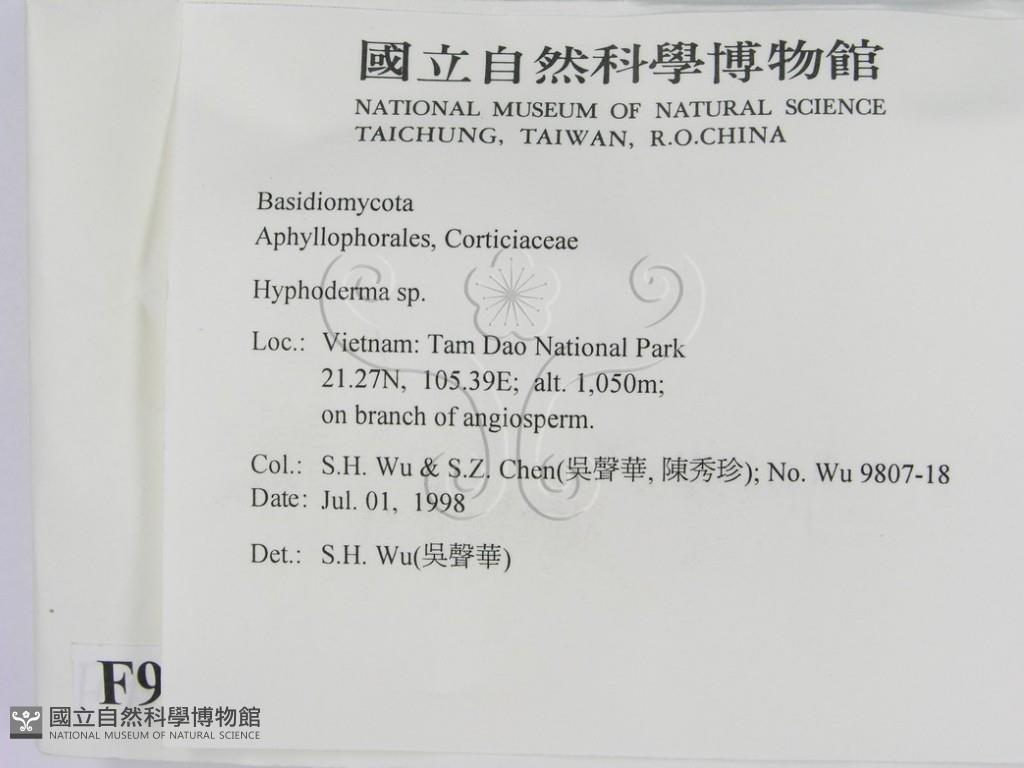 國立自然科學博物館
NATIONAL MUSEUM OF NATURAL SCIENCE
TAICHUNG, TAIWAN, R.O.CHINA
Basidiomycota
Aphyllophorales, Corticiaceae
Hyphoderma sp.
Loc.: Vietnam: Tam Dao National Park
21.27N, 105.39E; alt. 1,050m;
on branch of angiosperm.
Col.: S.H. Wu & S.Z. Chen(吳聲華, 陳秀珍); No. Wu 9807-18
Date: Jul. 01, 1998
Det.: S.H. Wu(吳聲華)
F9
國立自然科學博物館
NATIONAL MUSEUM OF NATURAL SCIENCE